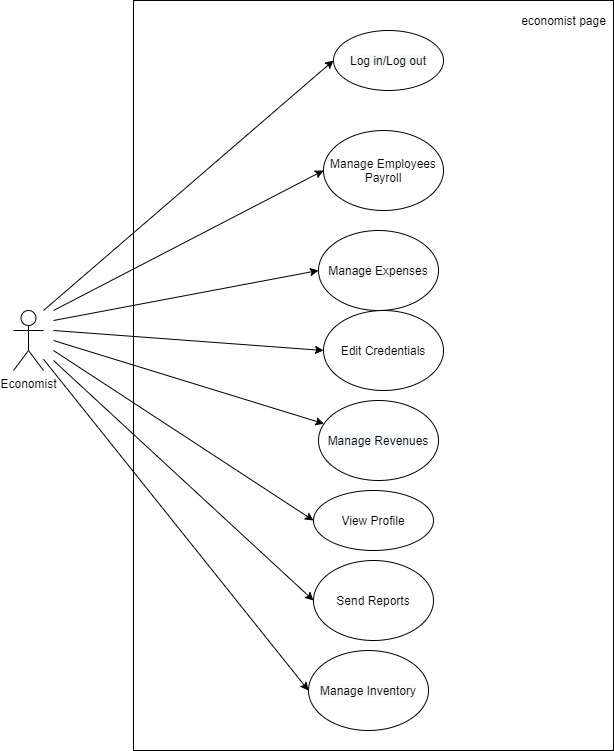 economist page
Log in/Log out
Manage Employees
Payroll
Manage Expenses
Edit Credentials
Economist
Manage Revenues
View Profile
Send Reports
Manage Inventory